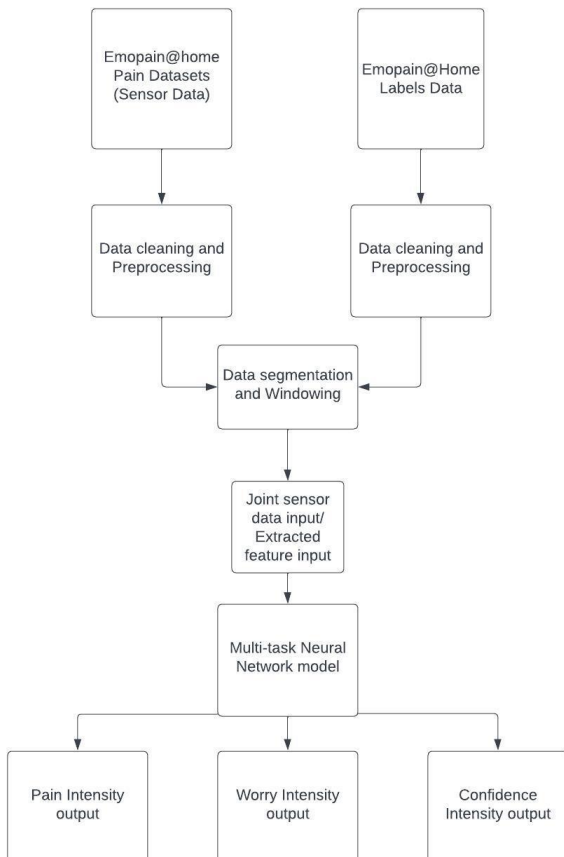 Emopain@home
Pain Datasets
(Sensor Data)
Emopain@Home
Labels Data
Data cleaning and
Preprocessing
Data cleaning and
Preprocessing
Data segmentation
and Windowing
Joint sensor
data input/
Extracted
feature input
Multi-task Neural
Network model
Pain Intensity
output
Worry Intensity
output
Confidence
Intensity output